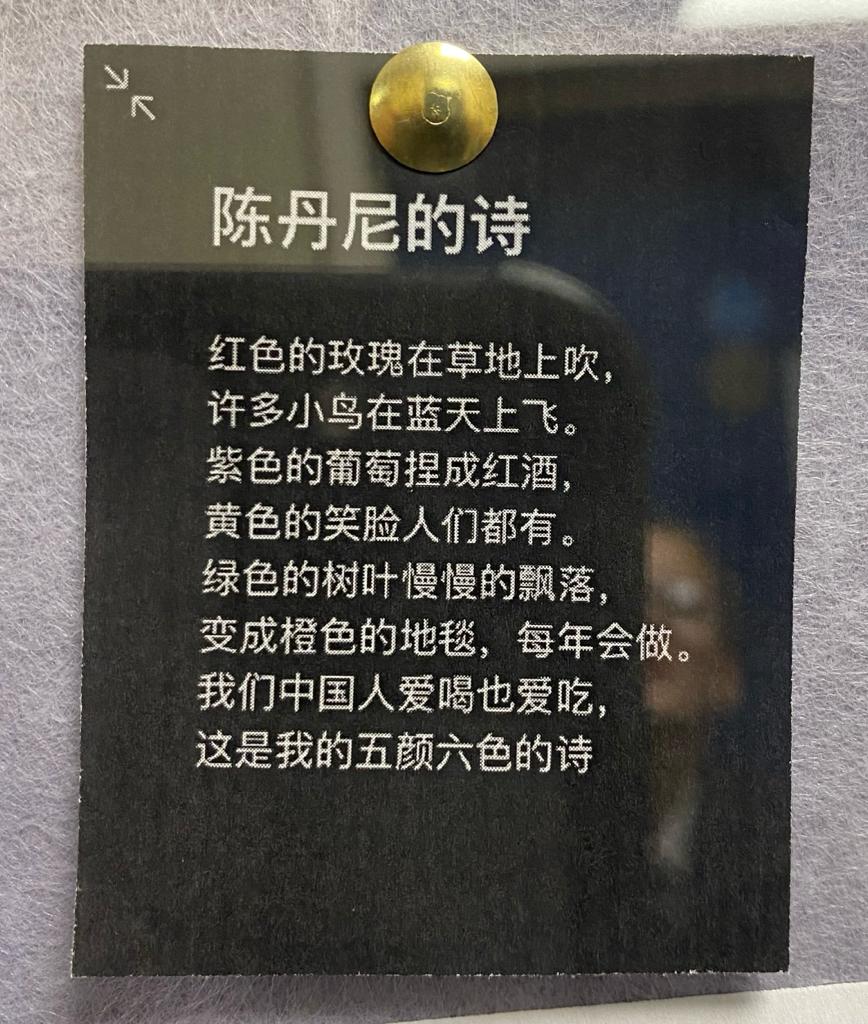 陈丹尼的诗
红色的玫瑰在草地上吹，
许多小鸟在蓝天上飞。
紫色的葡萄捏成红酒，
黄色的笑脸人们都有。
绿色的树叶慢慢的飘落，
变成橙色的地毯，每年会做。
我们中国人爱喝也爱吃，
这是我的五颜六色的诗